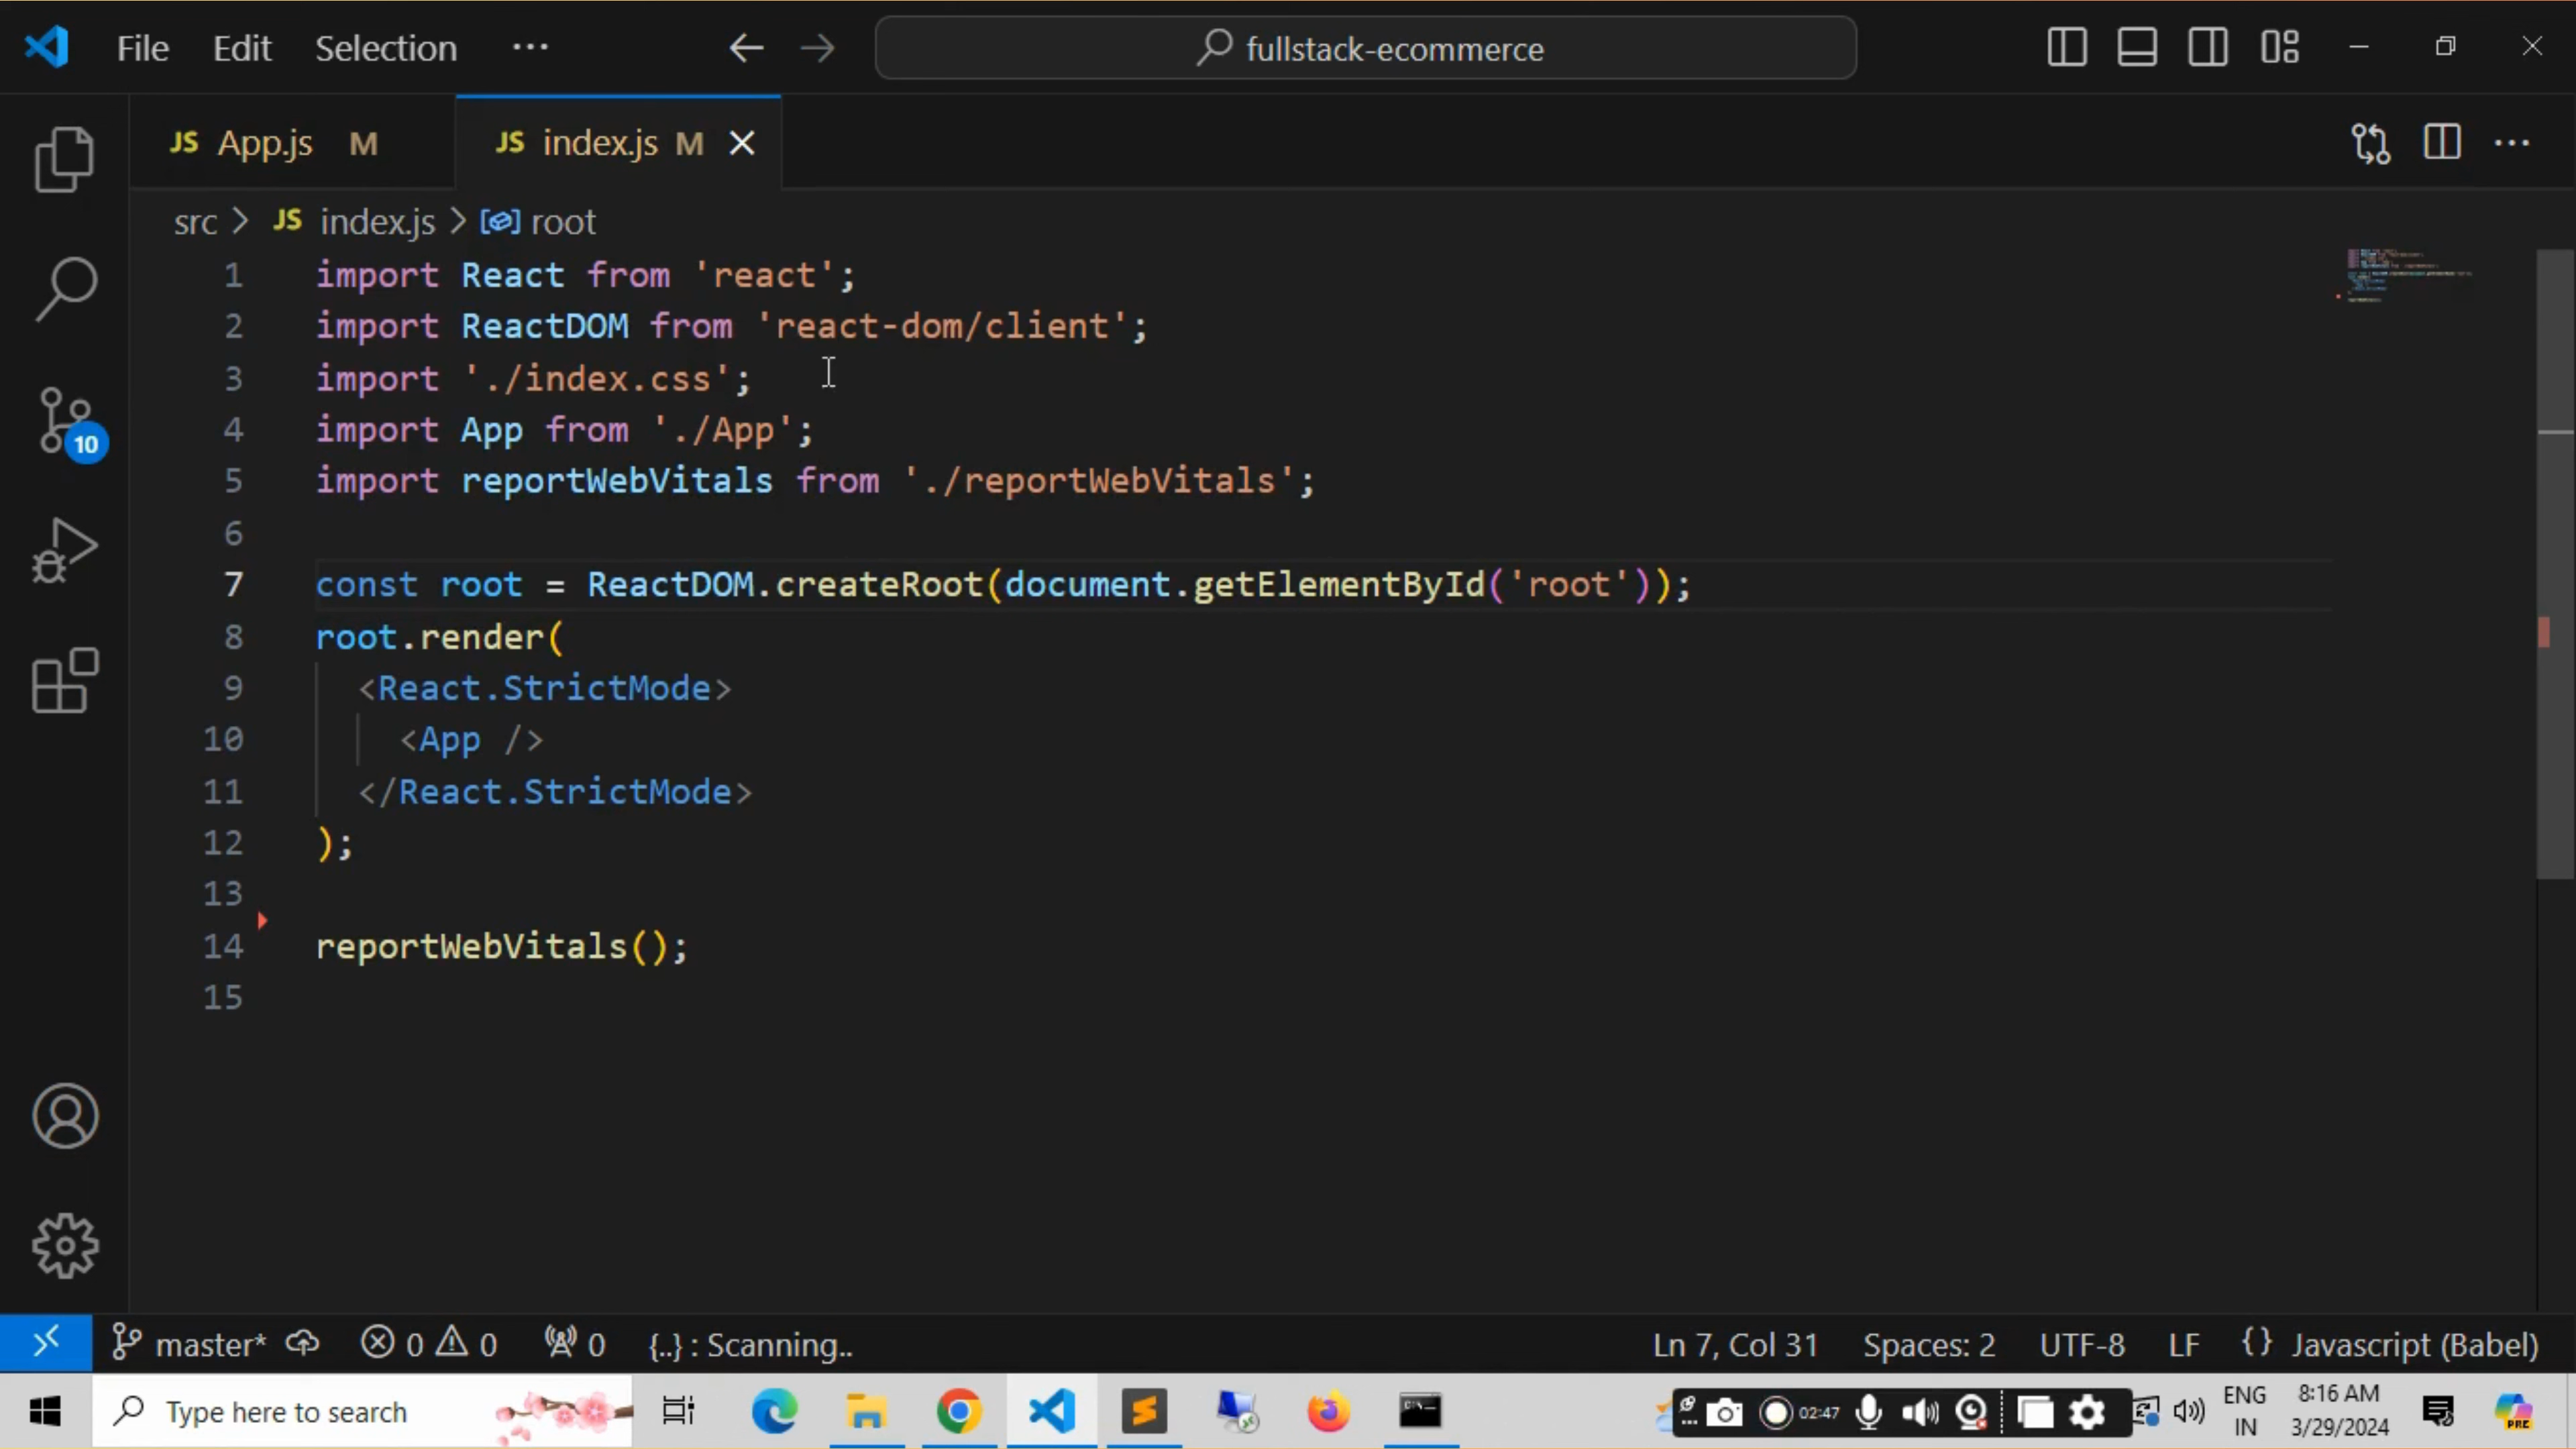 File Edit Selection ··· fullstack-ecommerce
JS App.js M JS index.js M
src > JS index.js > root
1 import React from 'react';
2 import ReactDOM from 'react-dom/client';
3 import './index.css';
4 import App from './App';
5 import reportWebVitals from './reportWebVitals';
6
7 const root = ReactDOM.createRoot(document.getElementById('root'));
8 root.render(
9 <React.StrictMode>
10 <App />
11 </React.StrictMode>
12 );
13
14 reportWebVitals();
15
10
master* 0 0 0 {..} : Scanning.. Ln 7, Col 31 Spaces: 2 UTF-8 LF {} Javascript (Babel)
Type here to search 02:47 ENG 8:16 AM
IN 3/29/2024
PRE